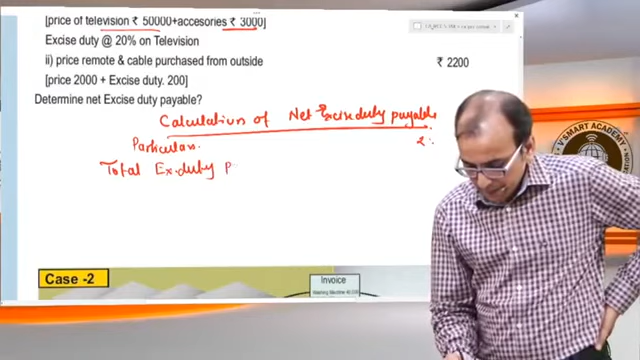 [price of television ₹ 50000+accesories ₹ 3000]
Excise duty @ 20% on Television
ii) price remote & cable purchased from outside ₹ 2200
[price 2000 + Excise duty. 200]
Determine net Excise duty payable?
Calculation of Net Excise duty payable
Particulars.
Total Ex.duty P
Case -2
Invoice
V'SMART ACADEMY